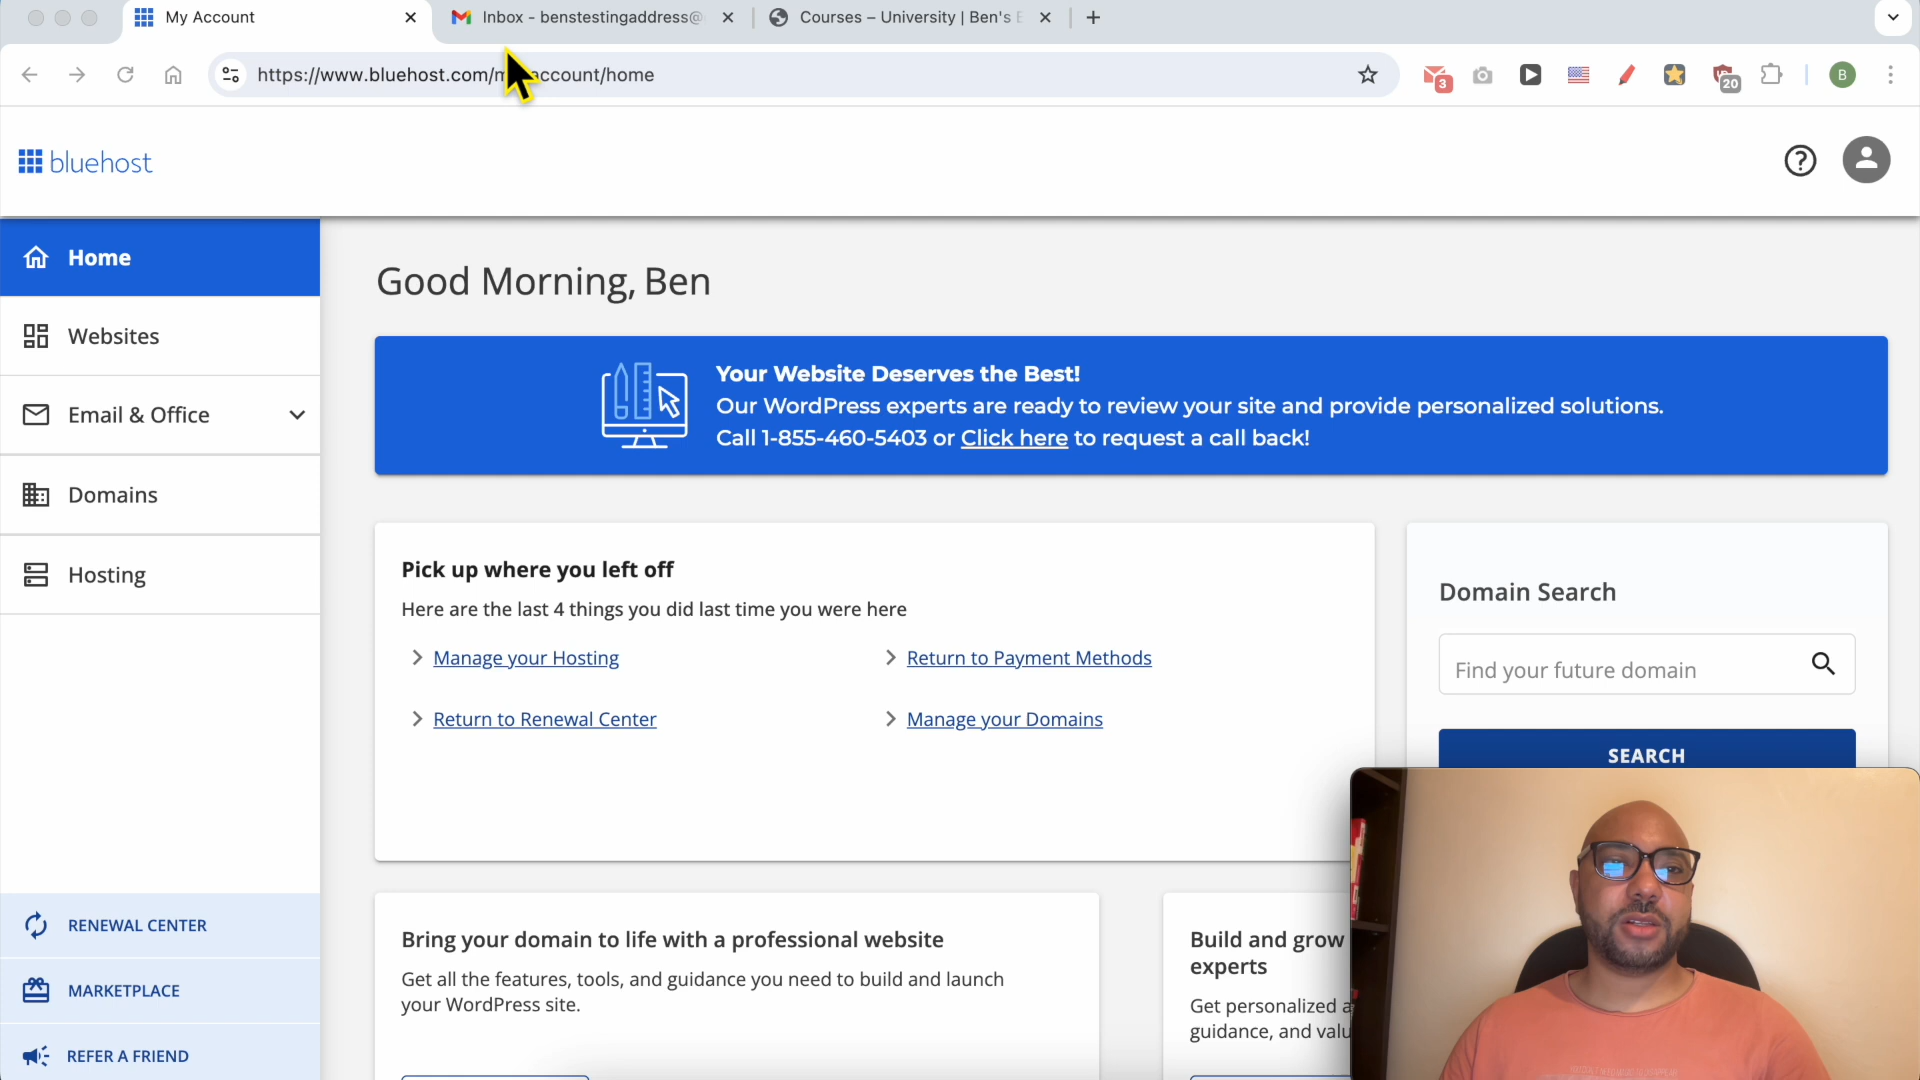 My Account
Inbox - benstestingaddress@
Courses – University | Ben's
https://www.bluehost.com/m account/home
3
20
B
bluehost
Home
Websites
Email & Office
Domains
Hosting
RENEWAL CENTER
MARKETPLACE
REFER A FRIEND
Good Morning, Ben
Your Website Deserves the Best!
Our WordPress experts are ready to review your site and provide personalized solutions.
Call 1-855-460-5403 or Click here to request a call back!
Pick up where you left off
Here are the last 4 things you did last time you were here
Manage your Hosting
Return to Payment Methods
Return to Renewal Center
Manage your Domains
Domain Search
Find your future domain
SEARCH
Bring your domain to life with a professional website
Get all the features, tools, and guidance you need to build and launch
your WordPress site.
Build and grow
experts
Get personalized
guidance, and